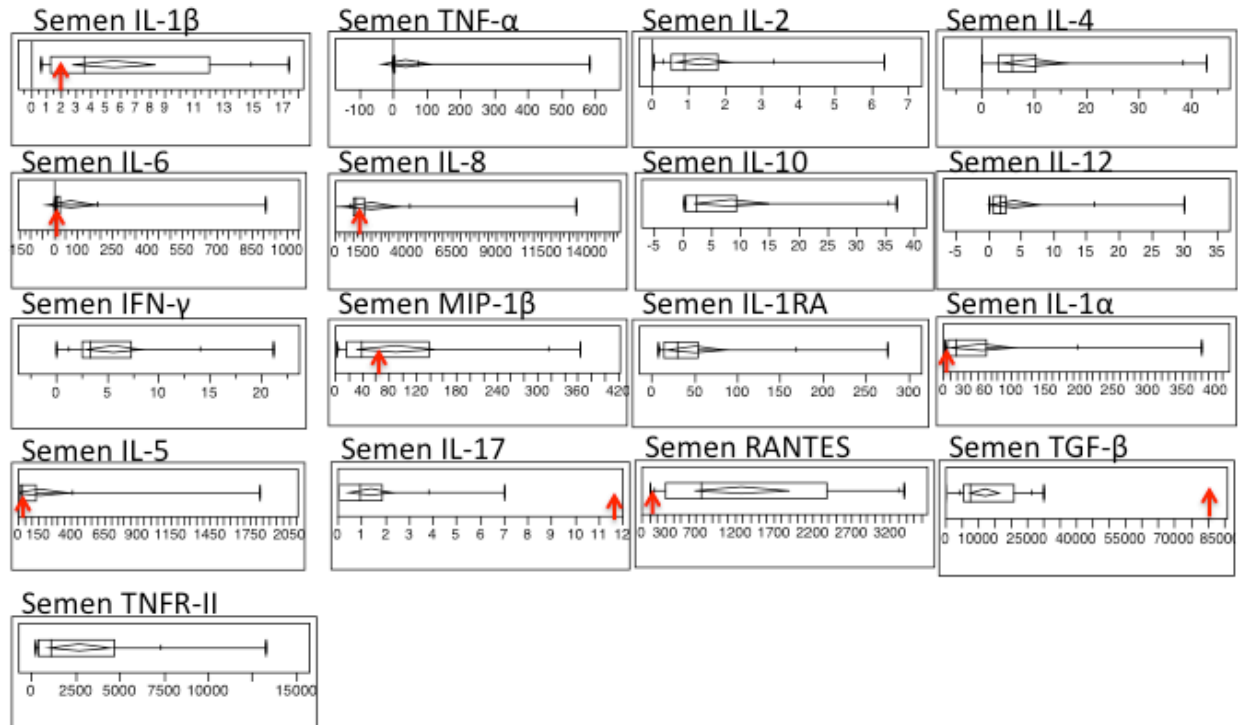 Semen IL-1β
0 1 2 3 4 5 6 7 8 9 11 13 15 17
Semen TNF-α
-100 0 100 200 300 400 500 600
Semen IL-2
0 1 2 3 4 5 6 7
Semen IL-4
0 10 20 30 40
Semen IL-6
150 0 100 250 400 550 700 850 1000
Semen IL-8
0 1500 4000 6500 9000 11500 14000
Semen IL-10
-5 0 5 10 15 20 25 30 35 40
Semen IL-12
-5 0 5 10 15 20 25 30 35
Semen IFN-γ
0 5 10 15 20
Semen MIP-1β
0 40 80 120 180 240 300 360 420
Semen IL-1RA
0 50 100 150 200 250 300
Semen IL-1α
0 30 60 100 150 200 250 300 350 400
Semen IL-5
0 150 400 650 900 1150 1450 1750 2050
Semen IL-17
0 1 2 3 4 5 6 7 8 9 10 11 12
Semen RANTES
0 300 700 1200 1700 2200 2700 3200
Semen TGF-β
0 10000 25000 40000 55000 70000 85000
Semen TNFR-II
0 2500 5000 7500 10000 15000